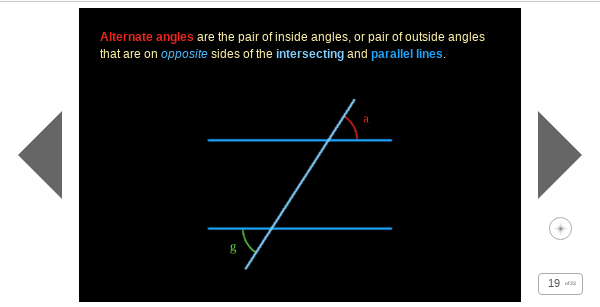 Alternate angles are the pair of inside angles, or pair of outside angles
that are on opposite sides of the intersecting and parallel lines.
a
g
19 of 33